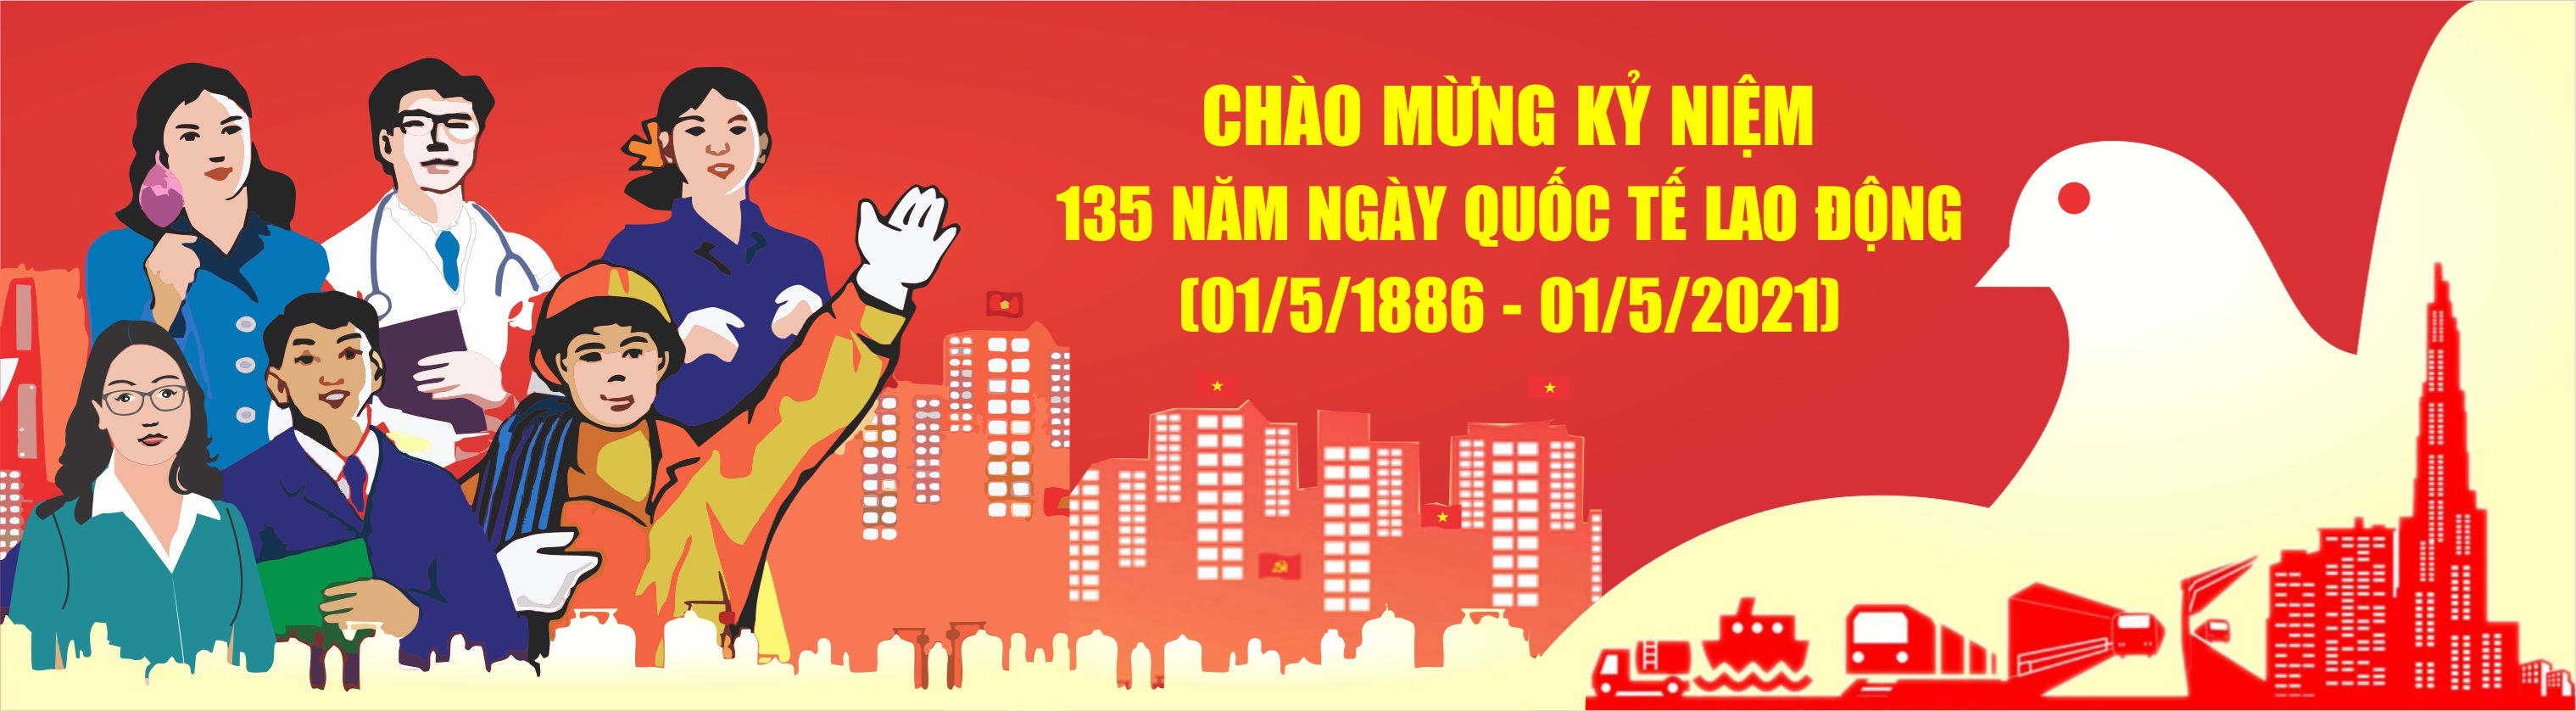 CHÀO MỪNG KỶ NIỆM
135 NĂM NGÀY QUỐC TẾ LAO ĐỘNG
(01/5/1886 - 01/5/2021)